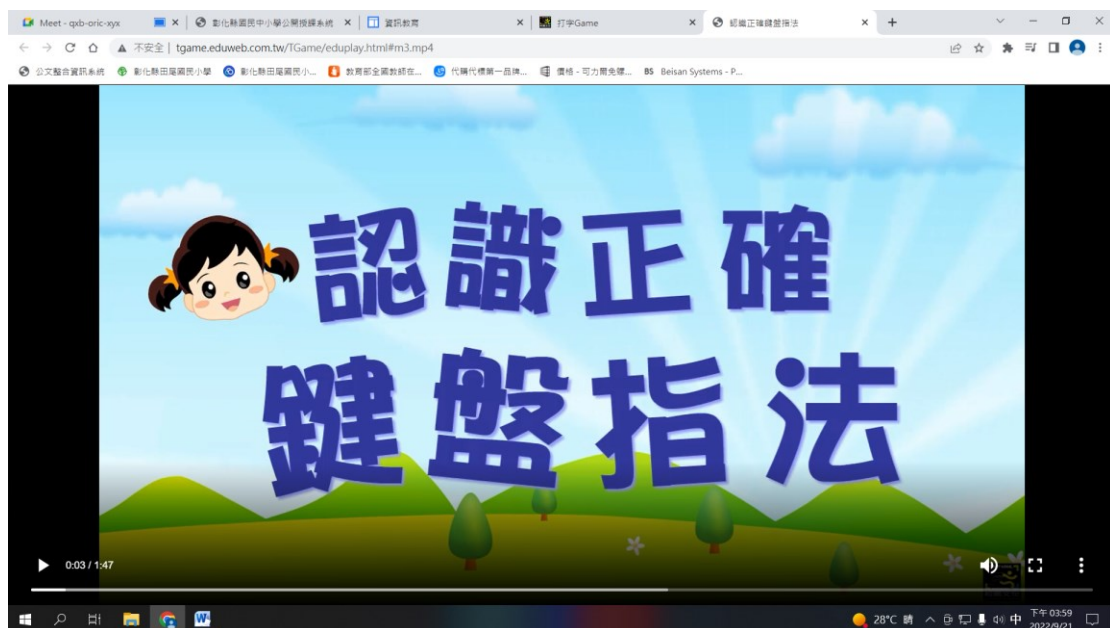 Meet - qxb-oric-xyx
彰化縣國民中小學公開授課系統
資訊教育
打字Game
認識正確鍵盤指法
不安全 | tgame.eduweb.com.tw/TGame/eduplay.html#m3.mp4
公文整合資訊系統
彰化縣田尾國民小學
彰化縣田尾國民小...
教育部全國教師在...
代購代標第一品牌...
價格 - 可力爾免睡...
BS Beisan Systems - P...
認識正確
鍵盤指法
0:03 / 1:47
28°C 晴
中
下午 03:59
2022/9/21